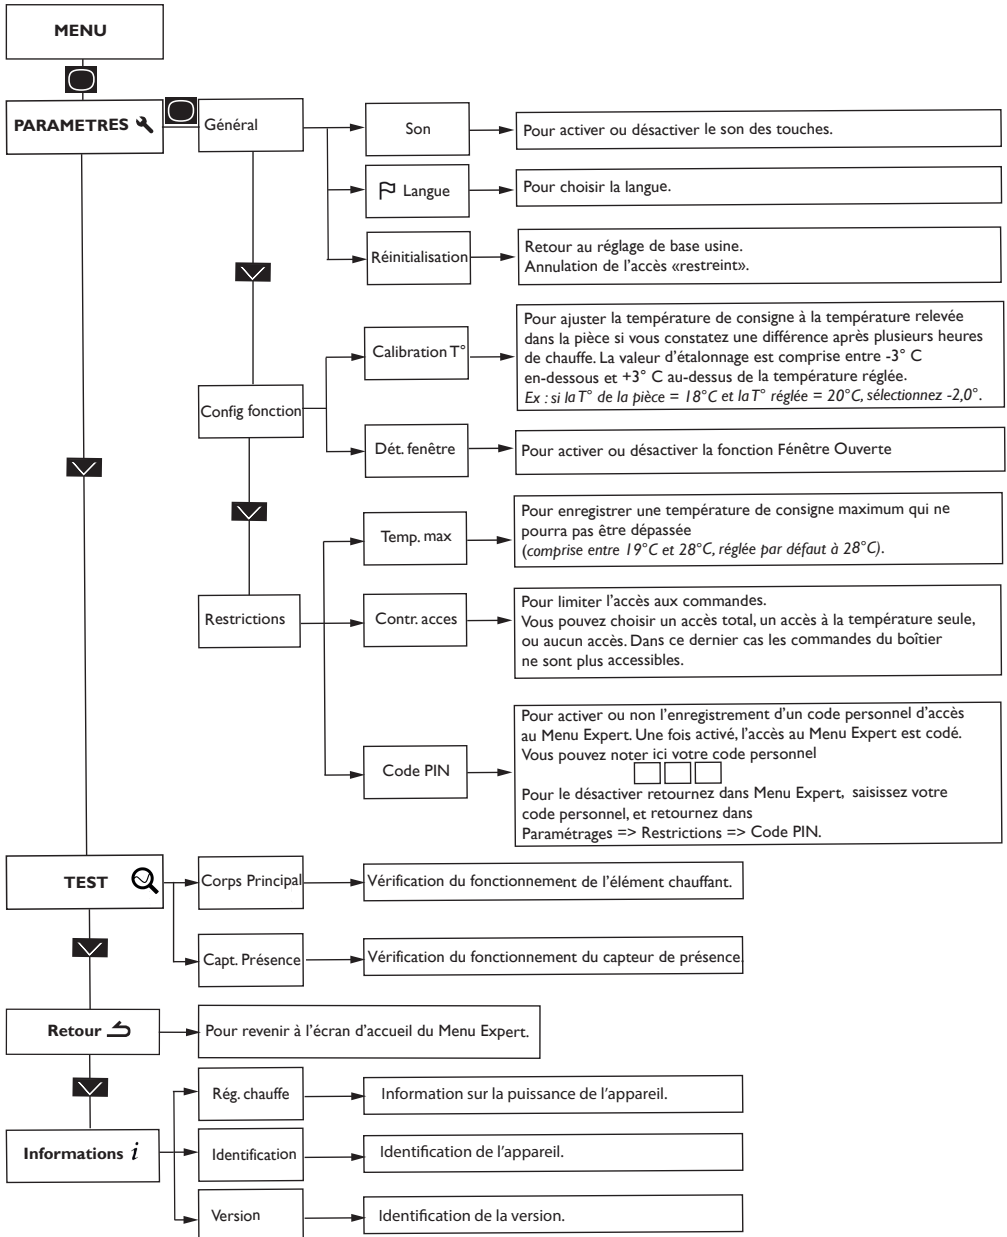 MENU
PARAMETRES
Général
Son
Pour activer ou désactiver le son des touches.
Langue
Pour choisir la langue.
Réinitialisation
Retour au réglage de base usine.
Annulation de l'accès «restreint».
Config fonction
Calibration T°
Pour ajuster la température de consigne à la température relevée
dans la pièce si vous constatez une différence après plusieurs heures
de chauffe. La valeur d'étalonnage est comprise entre -3° C
en-dessous et +3° C au-dessus de la température réglée.
Ex : si la T° de la pièce = 18°C et la T° réglée = 20°C, sélectionnez -2,0°.
Dét. fenêtre
Pour activer ou désactiver la fonction Fénêtre Ouverte
Restrictions
Temp. max
Pour enregistrer une température de consigne maximum qui ne
pourra pas être dépassée
(comprise entre 19°C et 28°C, réglée par défaut à 28°C).
Contr. acces
Pour limiter l'accès aux commandes.
Vous pouvez choisir un accès total, un accès à la température seule,
ou aucun accès. Dans ce dernier cas les commandes du boîtier
ne sont plus accessibles.
Code PIN
Pour activer ou non l'enregistrement d'un code personnel d'accès
au Menu Expert. Une fois activé, l'accès au Menu Expert est codé.
Vous pouvez noter ici votre code personnel
Pour le désactiver retournez dans Menu Expert, saisissez votre
code personnel, et retournez dans
Paramétrages => Restrictions => Code PIN.
TEST
Corps Principal
Vérification du fonctionnement de l'élément chauffant.
Capt. Présence
Vérification du fonctionnement du capteur de présence.
Retour
Pour revenir à l'écran d'accueil du Menu Expert.
Informations i
Rég. chauffe
Information sur la puissance de l'appareil.
Identification
Identification de l'appareil.
Version
Identification de la version.